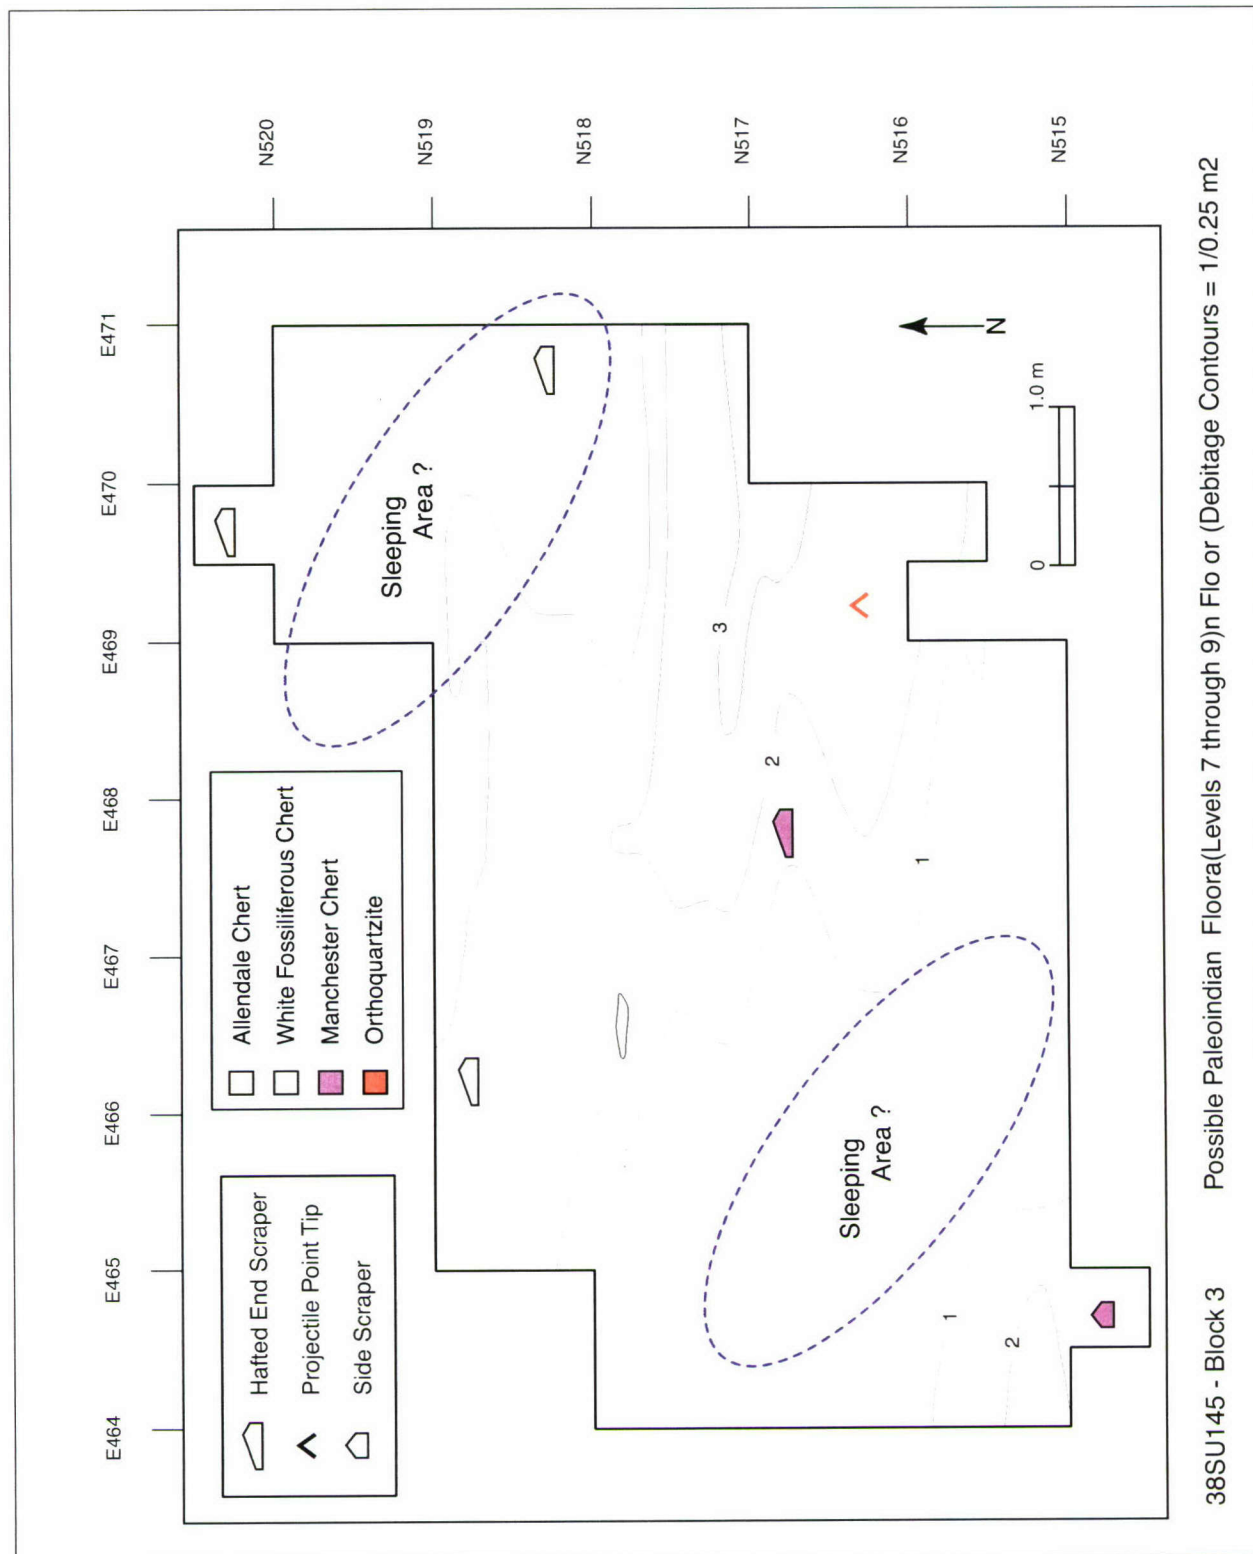 38SU145 - Block 3
Possible Paleoindian Floora(Levels 7 through 9)n Flo or (Debitage Contours = 1/0.25 m2
Hafted End Scraper
Projectile Point Tip
Side Scraper
Allendale Chert
White Fossiliferous Chert
Manchester Chert
Orthoquartzite
E464
E465
E466
E467
E468
E469
E470
E471
N520
N519
N518
N517
N516
N515
Sleeping
Area ?
Sleeping
Area ?
3
2
1
1
2
0
1.0 m
N